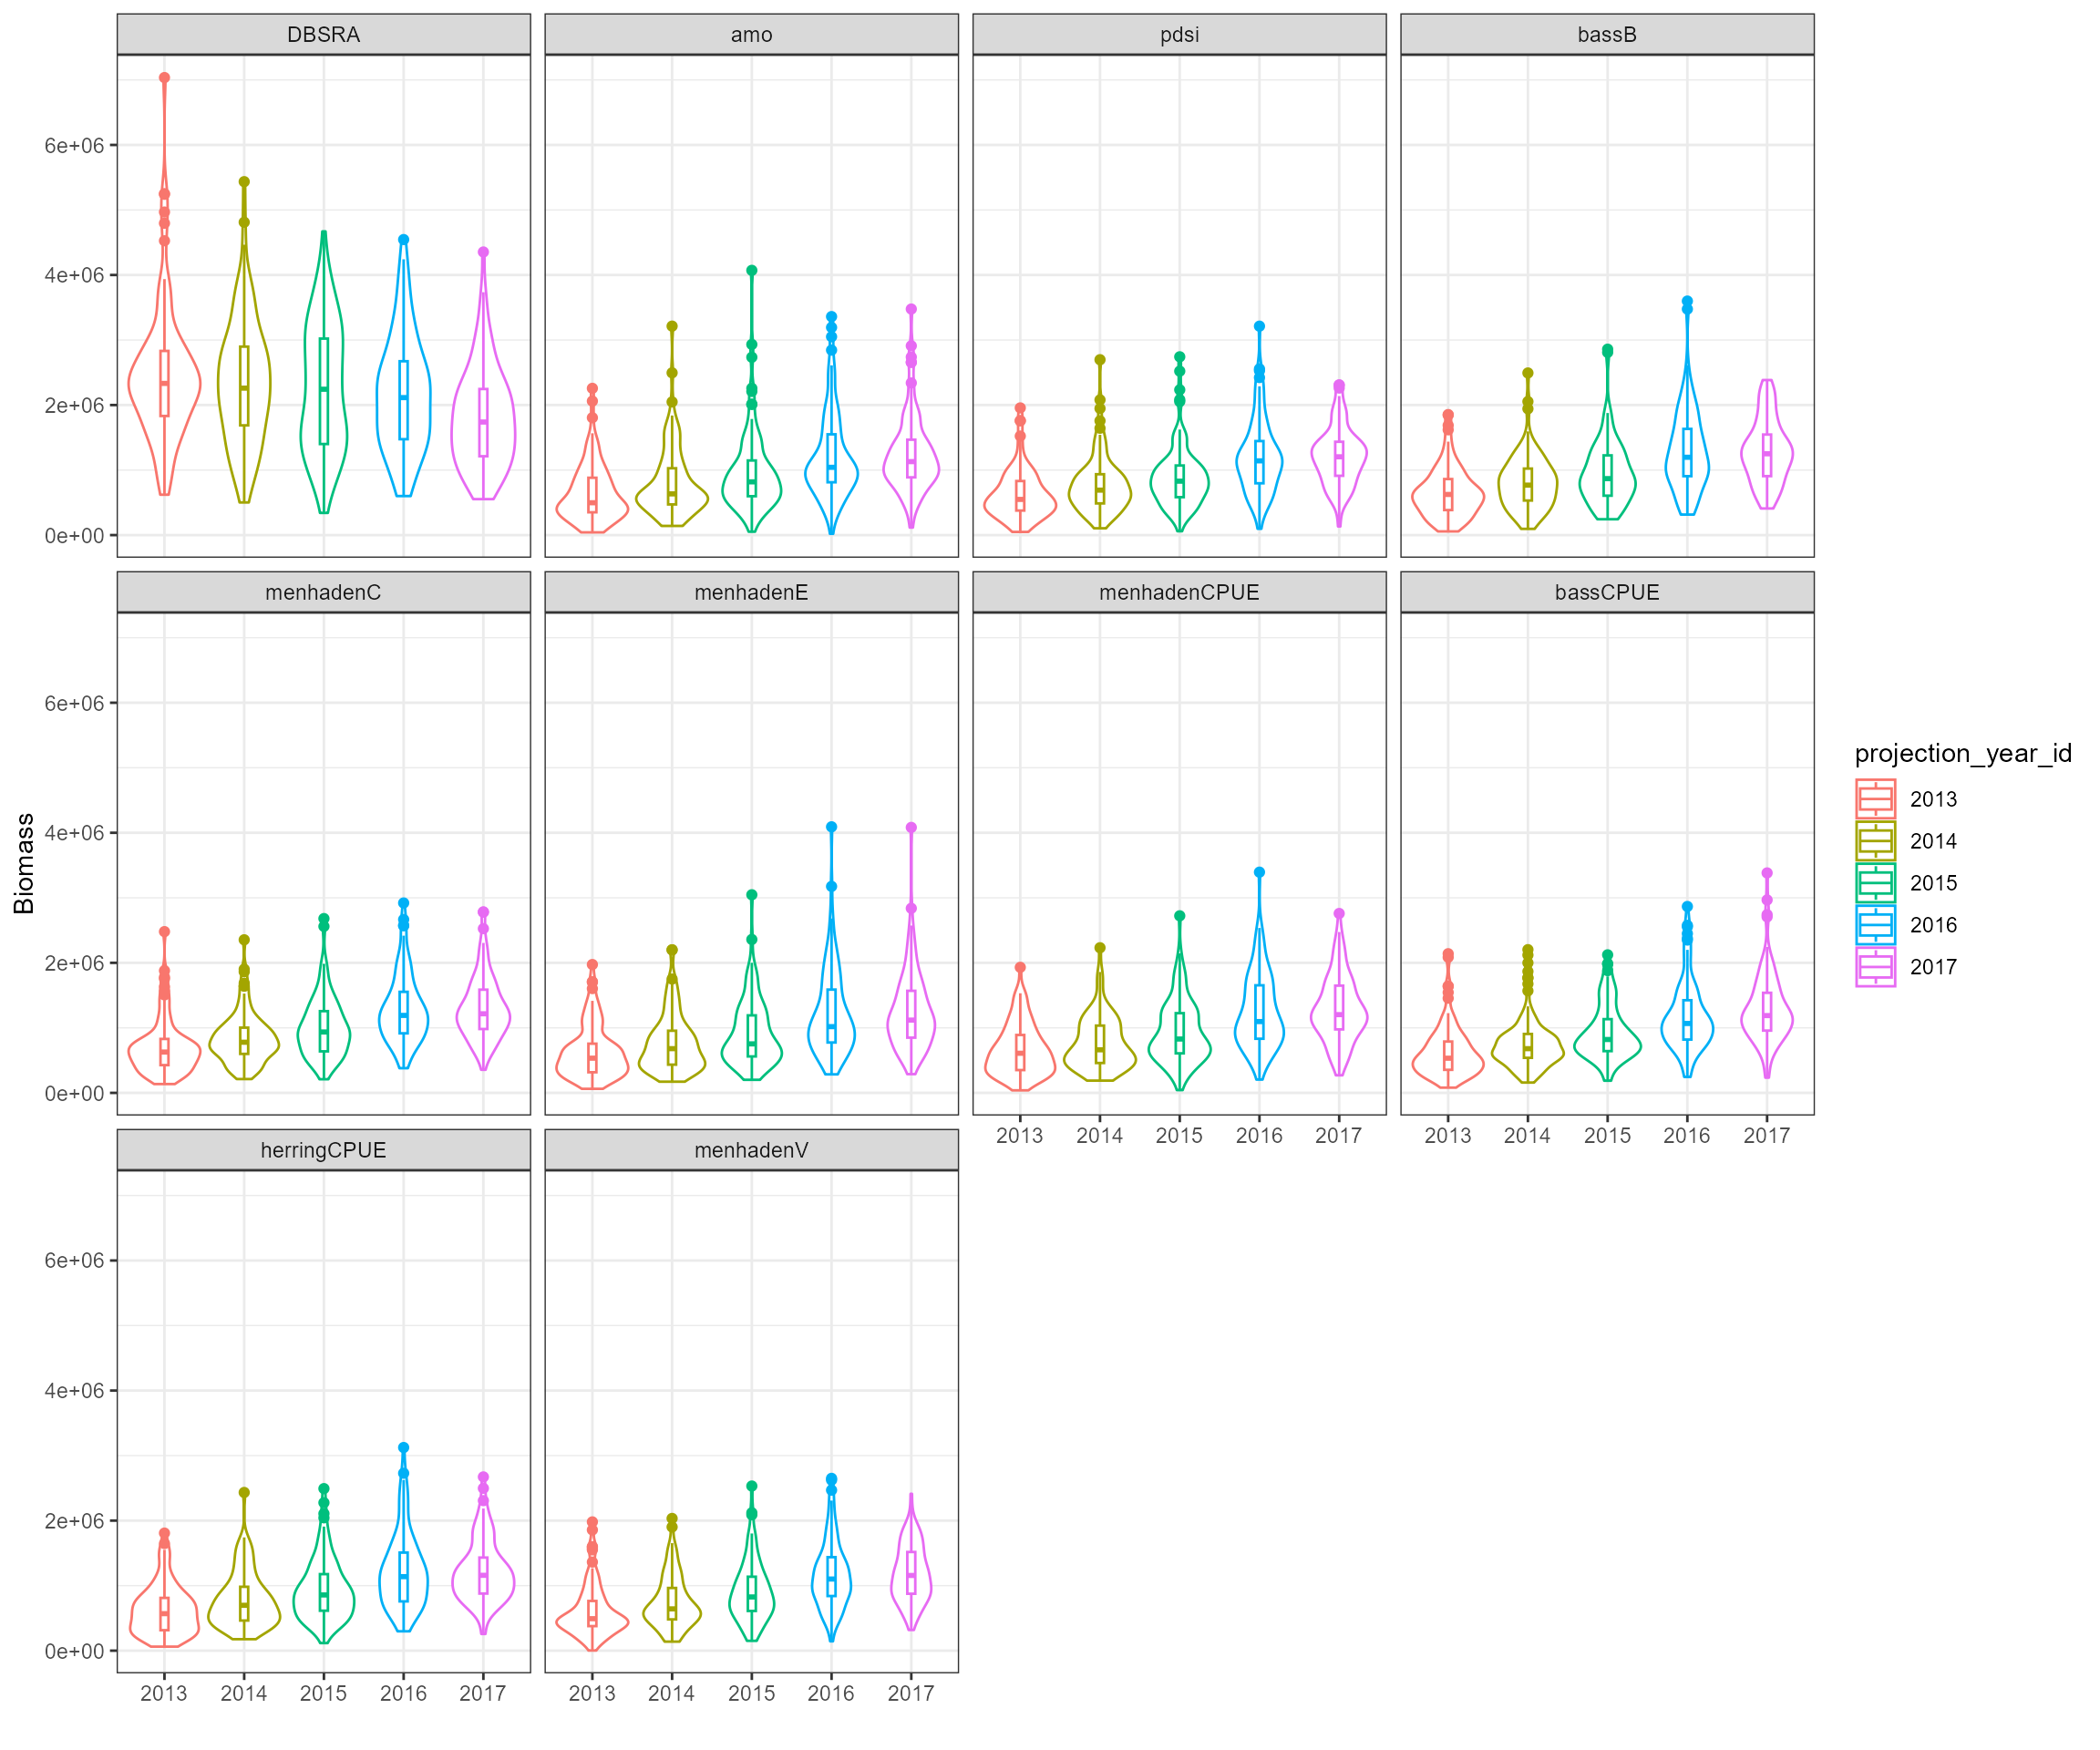 DBSRA amo pdsi bassB
6e+06
4e+06
2e+06
0e+00
menhadenC menhadenE menhadenCPUE bassCPUE
6e+06
4e+06
2e+06
0e+00
2013 2014 2015 2016 2017 2013 2014 2015 2016 2017
herringCPUE menhadenV
6e+06
4e+06
2e+06
0e+00
2013 2014 2015 2016 2017 2013 2014 2015 2016 2017
Biomass
projection_year_id
2013
2014
2015
2016
2017